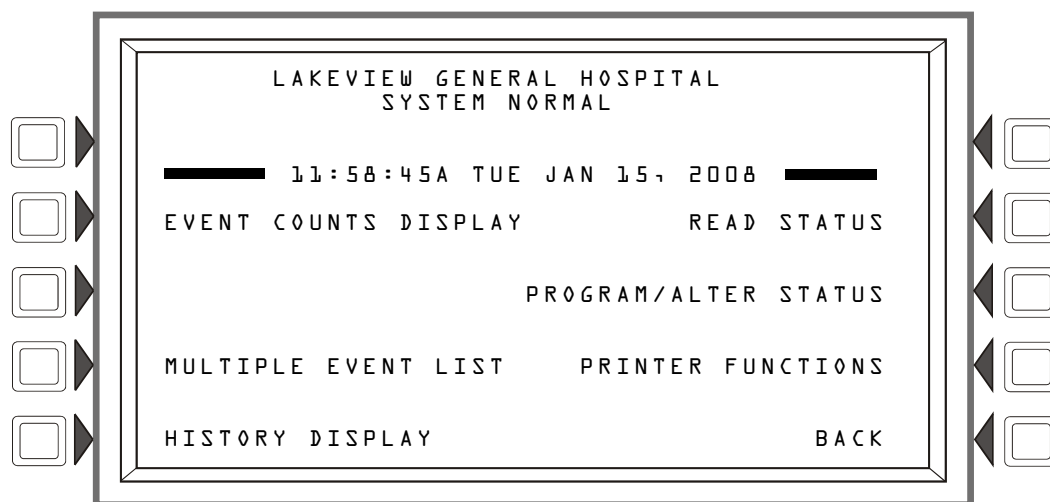 LAKEVIEW GENERAL HOSPITAL
SYSTEM NORMAL
11:58:45A TUE JAN 15, 2008
EVENT COUNTS DISPLAY READ STATUS
PROGRAM/ALTER STATUS
MULTIPLE EVENT LIST PRINTER FUNCTIONS
HISTORY DISPLAY BACK